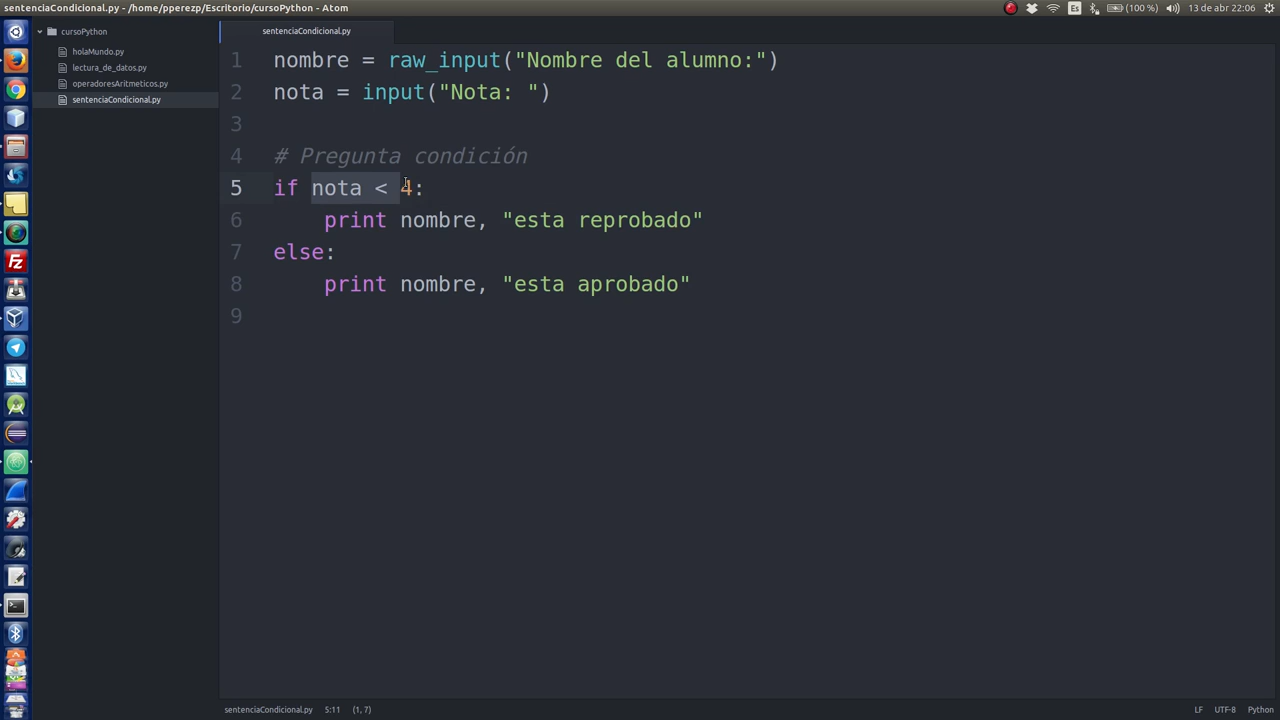 sentenciaCondicional.py - /home/pperezp/Escritorio/cursoPython - Atom
Es (100 %) 13 de abr 22:06
cursoPython
holaMundo.py
lectura_de_datos.py
operadoresAritmeticos.py
sentenciaCondicional.py
sentenciaCondicional.py
1 nombre = raw_input("Nombre del alumno:")
2 nota = input("Nota: ")
3
4 # Pregunta condición
5 if nota < 4:
6 print nombre, "esta reprobado"
7 else:
8 print nombre, "esta aprobado"
9
sentenciaCondicional.py 5:11 (1, 7) LF UTF-8 Python